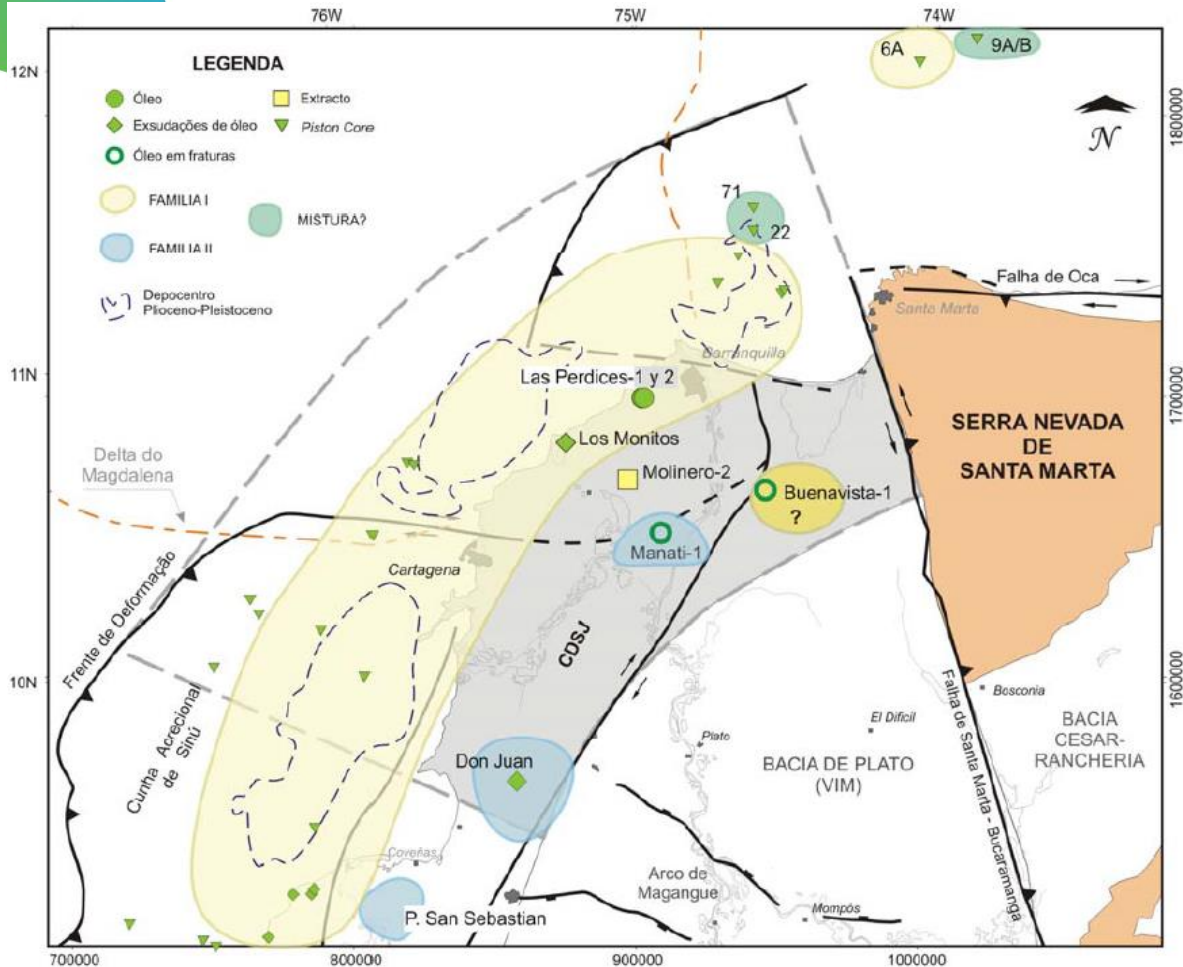 76W
75W
74W
12N
11N
10N
1800000
1700000
1600000
700000
800000
900000
1000000
LEGENDA
Óleo
Extracto
Exsudações de óleo
Piston Core
Óleo em fraturas
FAMILIA I
MISTURA?
FAMILIA II
Depocentro
Plioceno-Pleistoceno
6A
9A/B
N
71
22
Falha de Oca
Santa Marta
Barranquilla
Las Perdices-1 y 2
Los Monitos
Molinero-2
Buenavista-1
?
Manati-1
SERRA NEVADA
DE
SANTA MARTA
Delta do
Magdalena
Cartagena
Frente de Deformação
CDSJ
Cunha Acrecional
de Sinú
Don Juan
Falha de Santa Marta - Bucaramanga
Bosconia
El Dificil
Plato
BACIA
CESAR-
RANCHERIA
BACIA DE PLATO
(VIM)
Coveñas
P. San Sebastian
Arco de
Magangue
Mompós